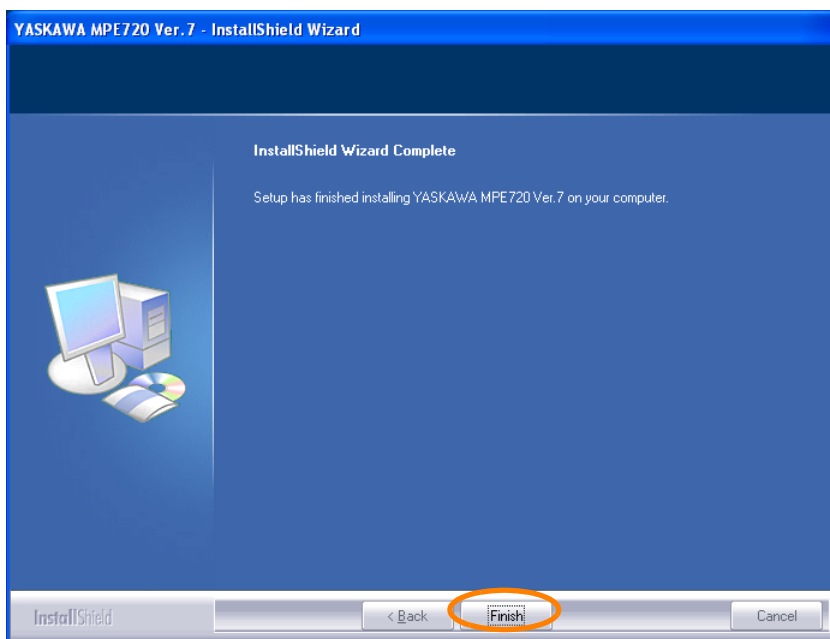 YASKAWA MPE720 Ver.7 - InstallShield Wizard
InstallShield Wizard Complete
Setup has finished installing YASKAWA MPE720 Ver.7 on your computer.
InstallShield
< Back
Finish
Cancel